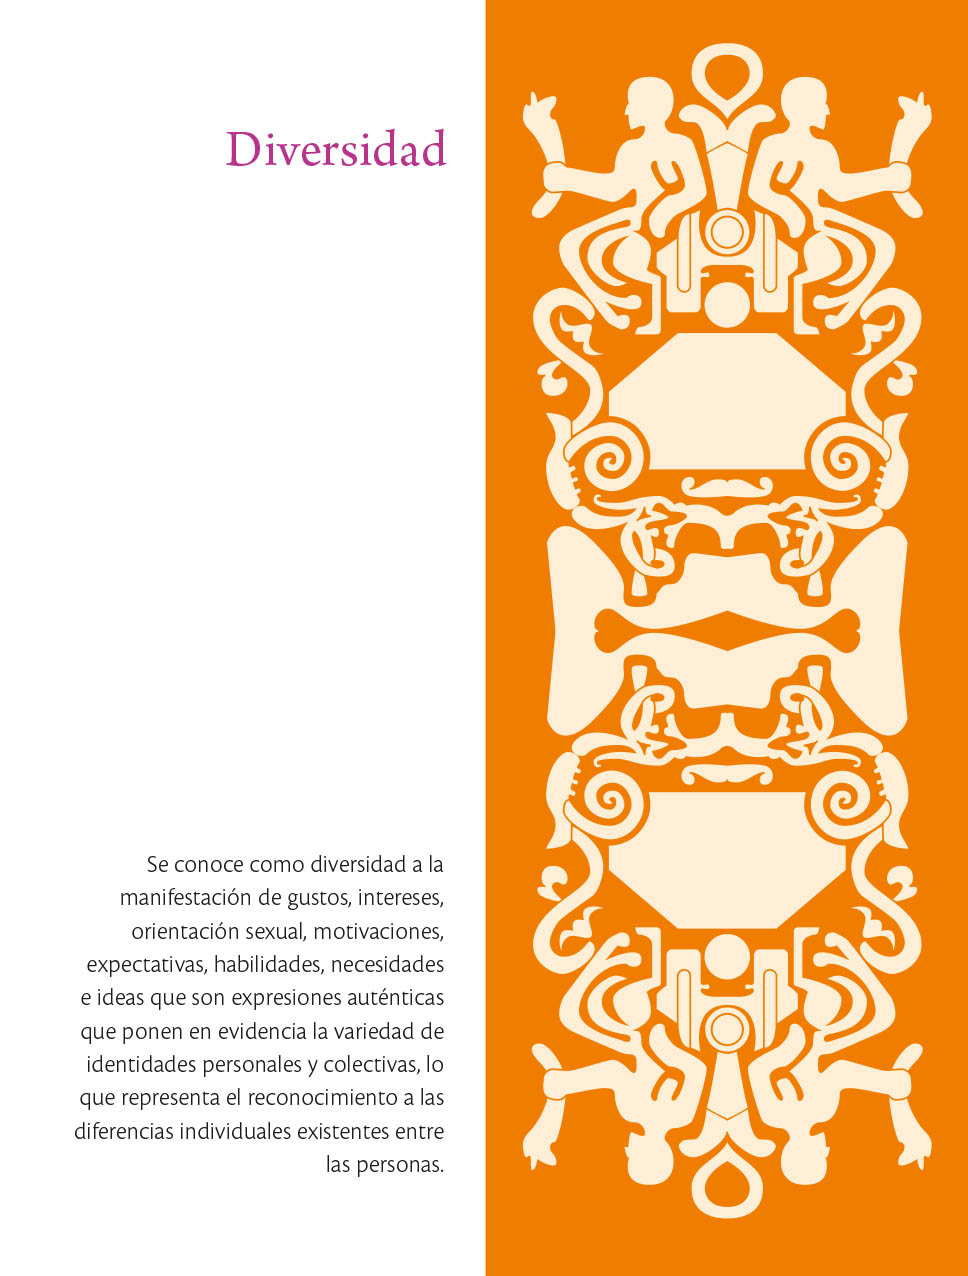 Diversidad
Se conoce como diversidad a la
manifestación de gustos, intereses,
orientación sexual, motivaciones,
expectativas, habilidades, necesidades
e ideas que son expresiones auténticas
que ponen en evidencia la variedad de
identidades personales y colectivas, lo
que representa el reconocimiento a las
diferencias individuales existentes entre
las personas.